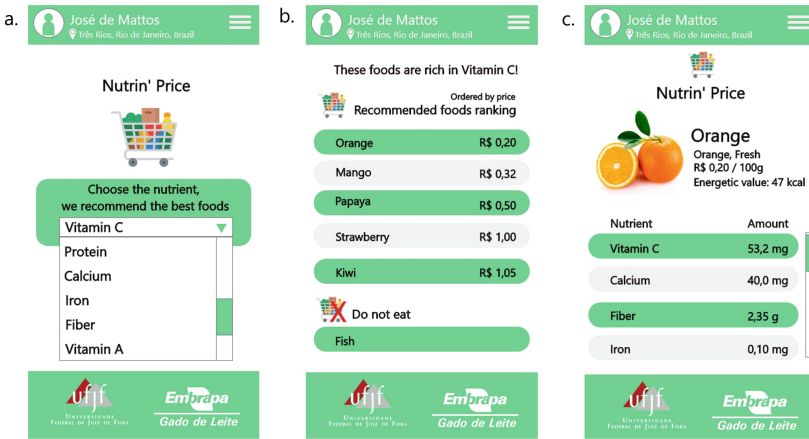 a.
José de Mattos
Três Rios, Rio de Janeiro, Brazil
Nutrin' Price
Choose the nutrient,
we recommend the best foods
Vitamin C
Protein
Calcium
Iron
Fiber
Vitamin A
ufjf
UNIVERSIDADE
FEDERAL DE JUIZ DE FORA
Embrapa
Gado de Leite
b.
José de Mattos
Três Rios, Rio de Janeiro, Brazil
These foods are rich in Vitamin C!
Ordered by price
Recommended foods ranking
Orange R$ 0,20
Mango R$ 0,32
Papaya R$ 0,50
Strawberry R$ 1,00
Kiwi R$ 1,05
Do not eat
Fish
ufjf
UNIVERSIDADE
FEDERAL DE JUIZ DE FORA
Embrapa
Gado de Leite
c.
José de Mattos
Três Rios, Rio de Janeiro, Brazil
Nutrin' Price
Orange
Orange, Fresh
R$ 0,20 / 100g
Energetic value: 47 kcal
Nutrient Amount
Vitamin C 53,2 mg
Calcium 40,0 mg
Fiber 2,35 g
Iron 0,10 mg
ufjf
UNIVERSIDADE
FEDERAL DE JUIZ DE FORA
Embrapa
Gado de Leite